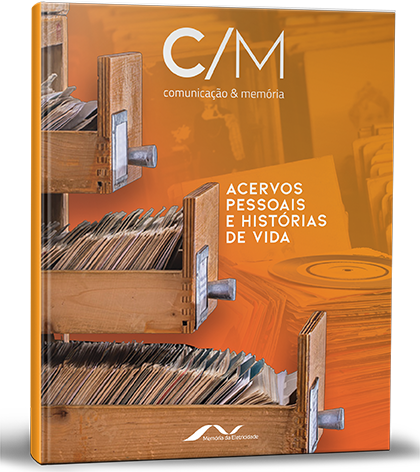 C/M
comunicação & memória
ACERVOS
PESSOAIS
E HISTÓRIAS
DE VIDA
Memória da Eletricidade